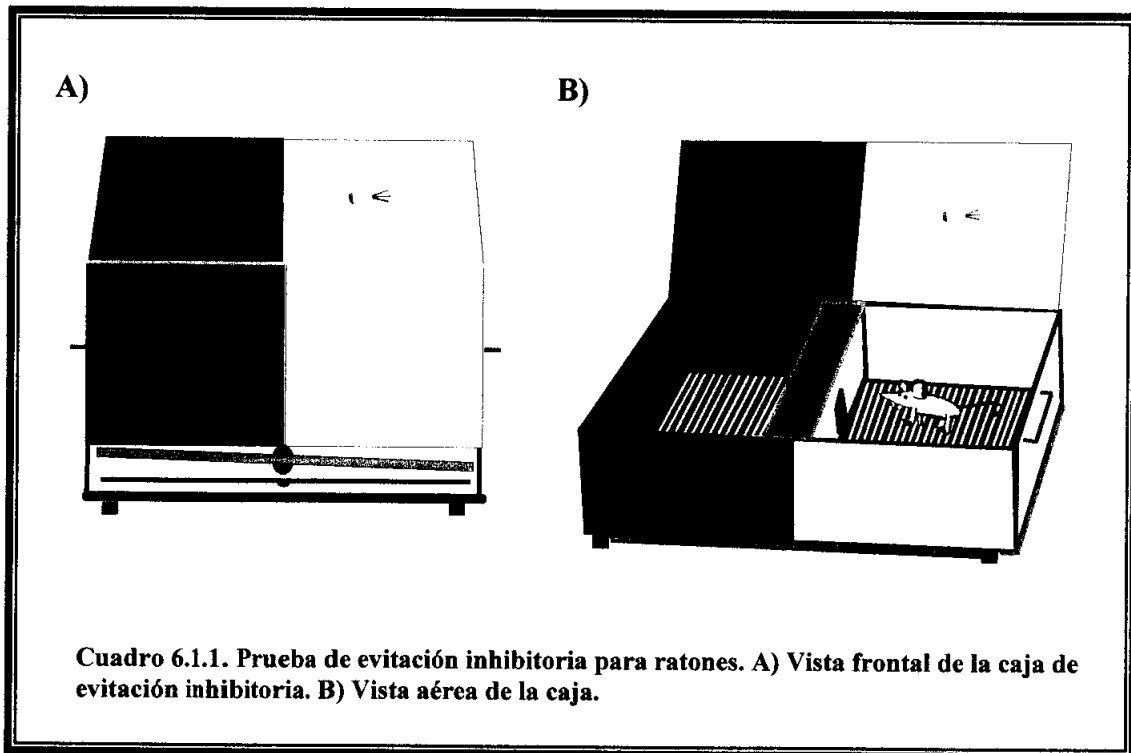 A)
B)
Cuadro 6.1.1. Prueba de evitación inhibitoria para ratones. A) Vista frontal de la caja de
evitación inhibitoria. B) Vista aérea de la caja.